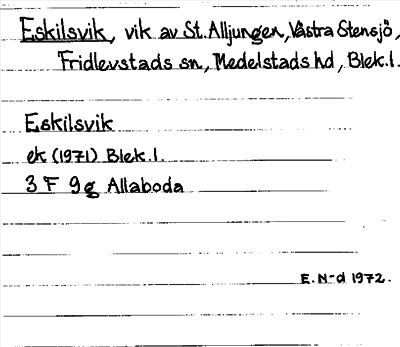 Eskilsvik, vik av St. Alljungen, Västra Stensjö,
Fridlevstads sn, Medelstads hd, Blek. l.
Eskilsvik
ek (1971) Blek. l.
3 F 9g Allaboda
E. N-d 1972.